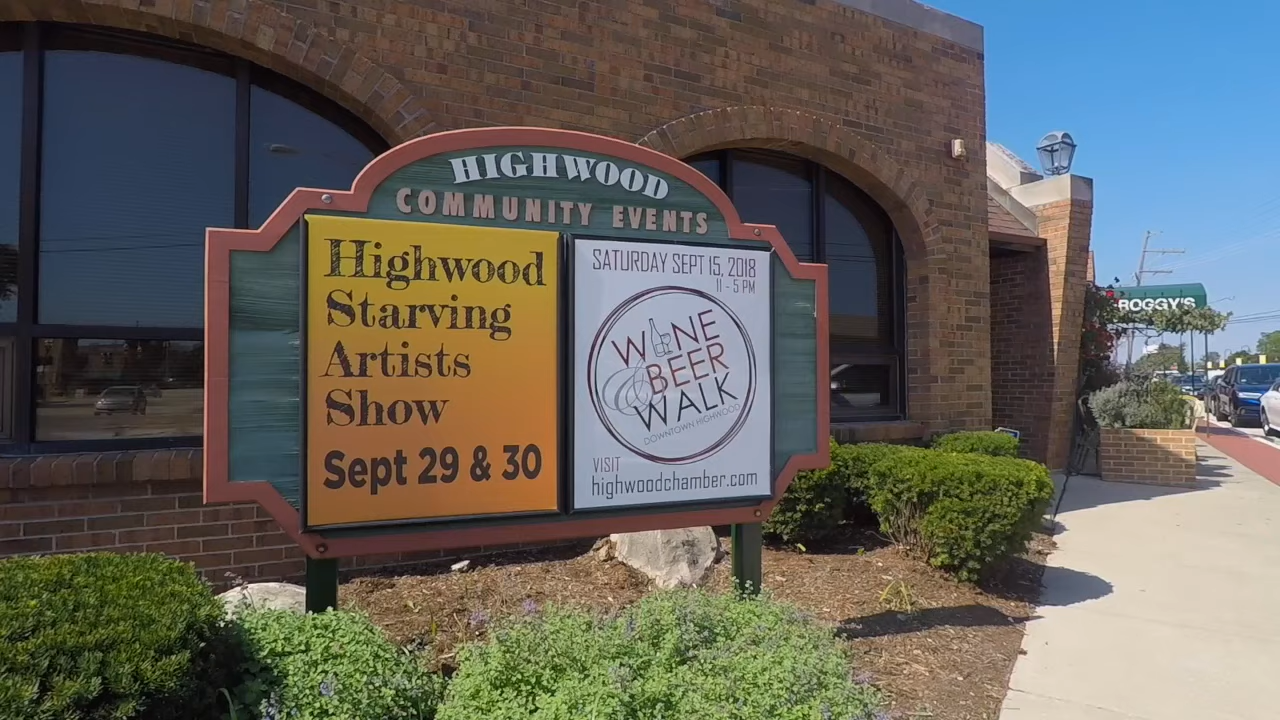 HIGHWOOD
COMMUNITY EVENTS
Highwood
Starving
Artists
Show
Sept 29 & 30
SATURDAY SEPT 15, 2018
11 - 5 PM
WINE
BEER
WALK
DOWNTOWN HIGHWOOD
VISIT
highwoodchamber.com
FROGGY'S